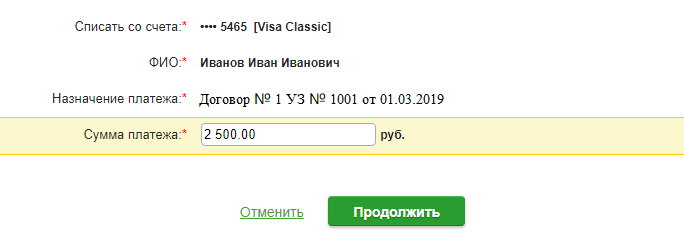 Списать со счета:* •••• 5465 [Visa Classic]
ФИО:* Иванов Иван Иванович
Назначение платежа:* Договор № 1 УЗ № 1001 от 01.03.2019
Сумма платежа:* 2 500.00 руб.
Отменить Продолжить